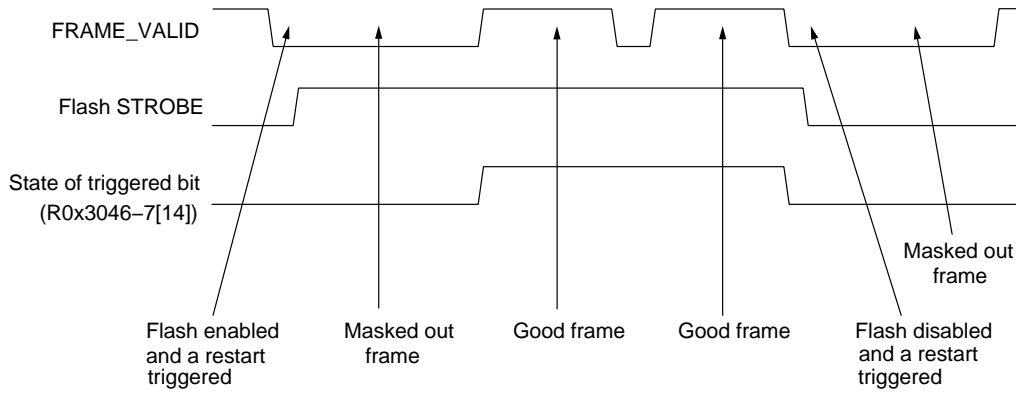 FRAME_VALID
Flash STROBE
State of triggered bit
(R0x3046−7[14])
Masked out
frame
Flash enabled
and a restart
triggered
Masked out
frame
Good frame
Good frame
Flash disabled
and a restart
triggered